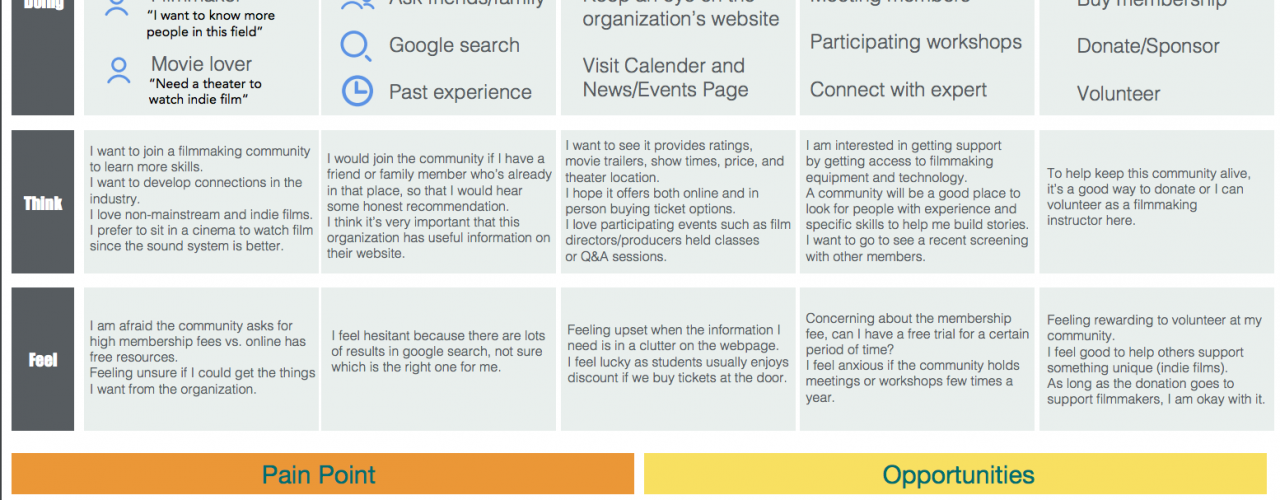 Doing
Filmmaker
"I want to know more
people in this field"
Movie lover
"Need a theater to
watch indie film"
Ask friends/family
Google search
Past experience
Keep an eye on the
organization's website
Visit Calender and
News/Events Page
Meeting members
Participating workshops
Connect with expert
Buy membership
Donate/Sponsor
Volunteer
Think
I want to join a filmmaking community
to learn more skills.
I want to develop connections in the
industry.
I love non-mainstream and indie films.
I prefer to sit in a cinema to watch film
since the sound system is better.
I would join the community if I have a
friend or family member who's already
in that place, so that I would hear
some honest recommendation.
I think it's very important that this
organization has useful information on
their website.
I want to see it provides ratings,
movie trailers, show times, price, and
theater location.
I hope it offers both online and in
person buying ticket options.
I love participating events such as film
directors/producers held classes
or Q&A sessions.
I am interested in getting support
by getting access to filmmaking
equipment and technology.
A community will be a good place to
look for people with experience and
specific skills to help me build stories.
I want to go to see a recent screening
with other members.
To help keep this community alive,
it's a good way to donate or I can
volunteer as a filmmaking
instructor here.
Feel
I am afraid the community asks for
high membership fees vs. online has
free resources.
Feeling unsure if I could get the things
I want from the organization.
I feel hesitant because there are lots
of results in google search, not sure
which is the right one for me.
Feeling upset when the information I
need is in a clutter on the webpage.
I feel lucky as students usually enjoys
discount if we buy tickets at the door.
Concerning about the membership
fee, can I have a free trial for a certain
period of time?
I feel anxious if the community holds
meetings or workshops few times a
year.
Feeling rewarding to volunteer at my
community.
I feel good to help others support
something unique (indie films).
As long as the donation goes to
support filmmakers, I am okay with it.
Pain Point
Opportunities